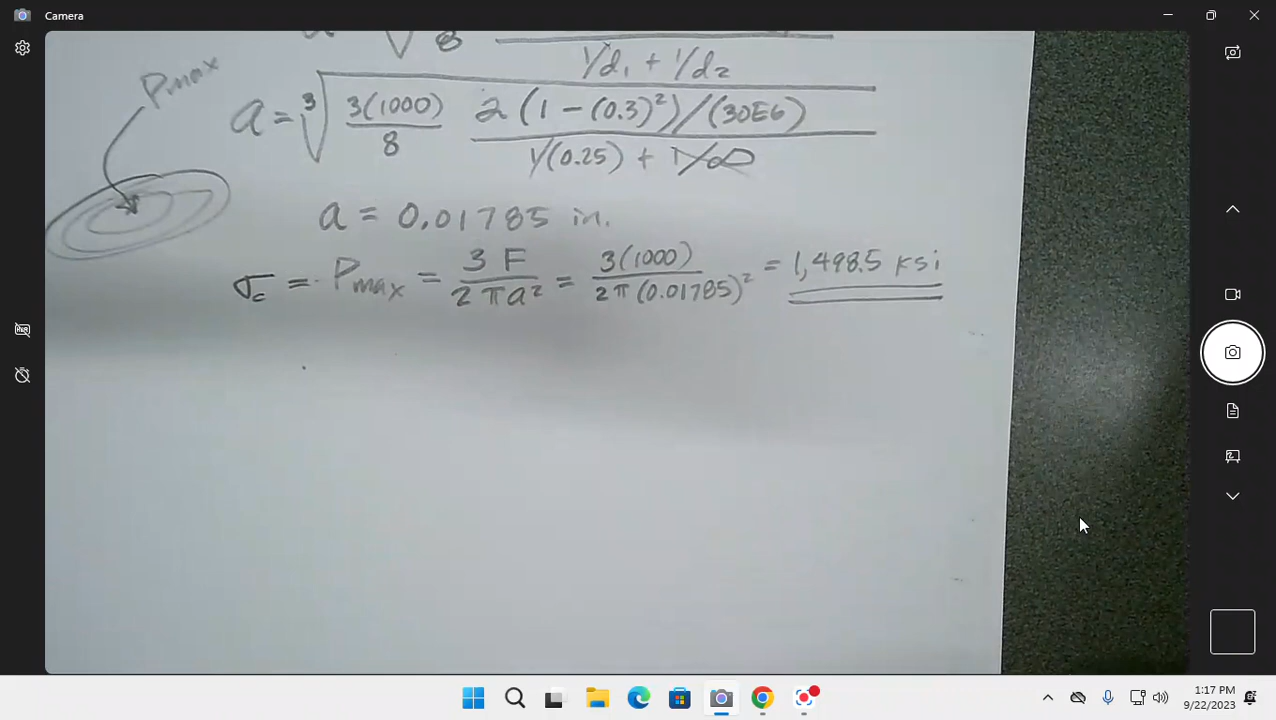 Camera
Pmax
1/d₁ + 1/d₂
a = ∛ 3(1000)/8 2(1 - (0.3)²)/(30E6) / 1/(0.25) + 1/∞
a = 0.01785 in.
σc = Pmax = 3F/2πa² = 3(1000)/2π(0.01785)² = 1,498.5 ksi
1:17 PM
9/22/2023